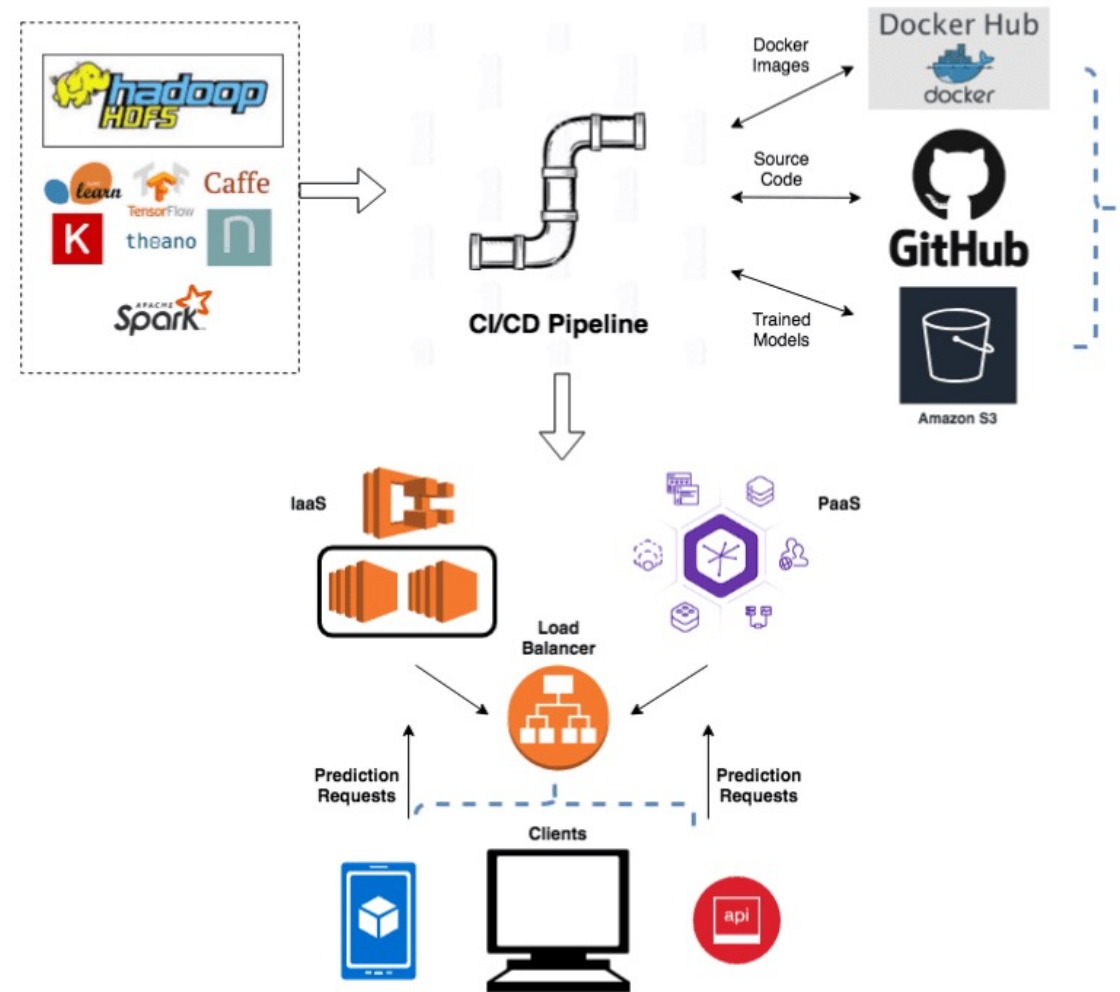 hadoop
HDFS
learn
TensorFlow
Caffe
K
theano
n
APACHE
Spark
CI/CD Pipeline
Docker
Images
Source
Code
Trained
Models
Docker Hub
docker
GitHub
Amazon S3
IaaS
PaaS
Load
Balancer
Prediction
Requests
Prediction
Requests
Clients
api